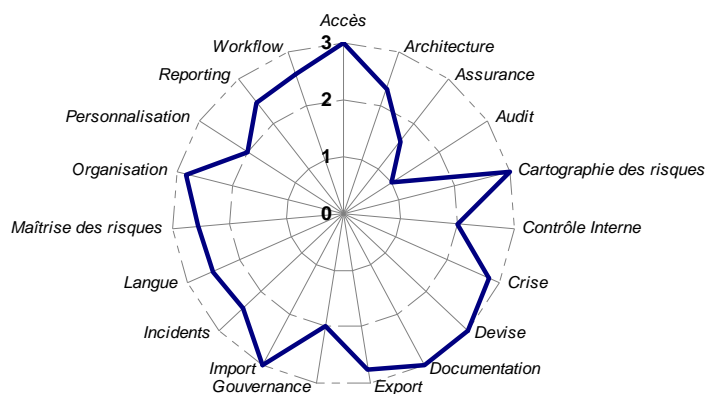 Accès
Workflow
3
Architecture
Reporting
Assurance
Personnalisation
2
Audit
Organisation
1
Cartographie des risques
Maîtrise des risques
0
Contrôle Interne
Langue
Crise
Incidents
Devise
Import
Documentation
Gouvernance
Export